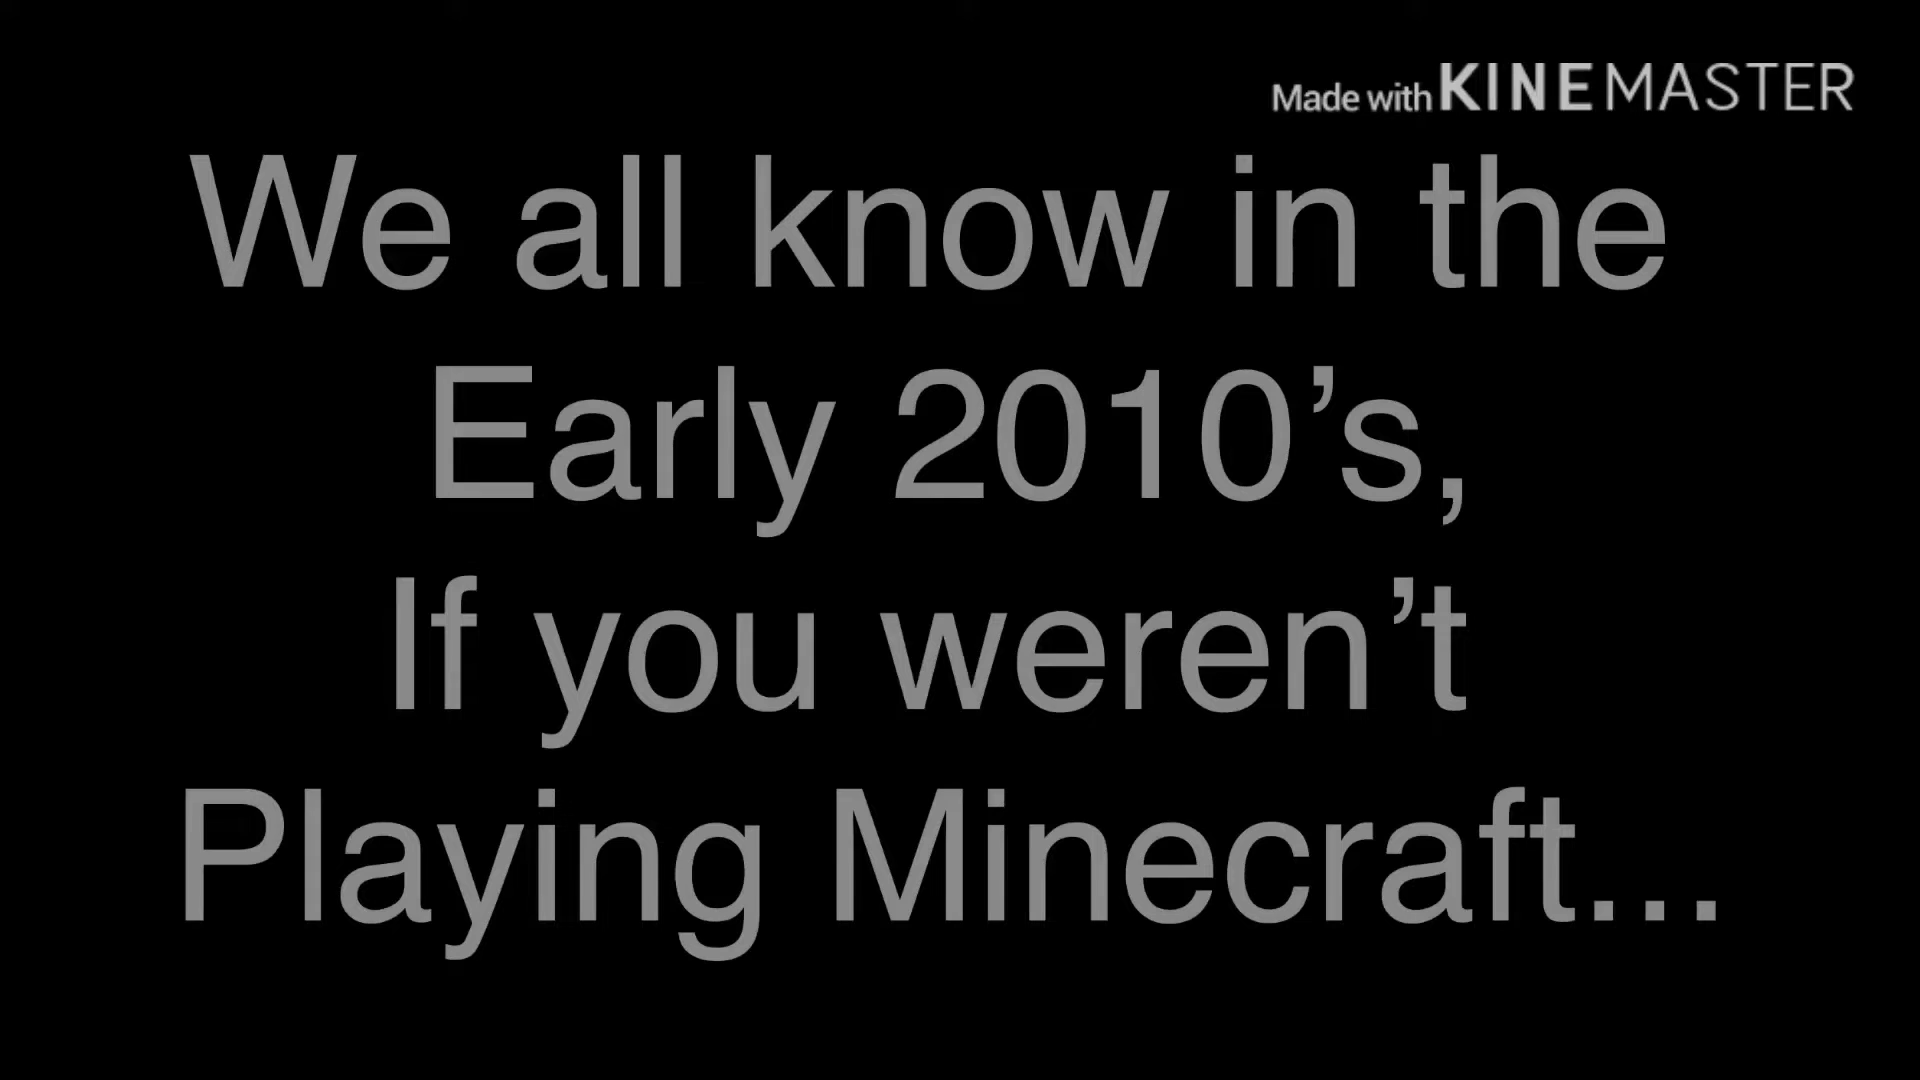 Made with KINEMASTER
We all know in the
Early 2010’s,
If you weren’t
Playing Minecraft...